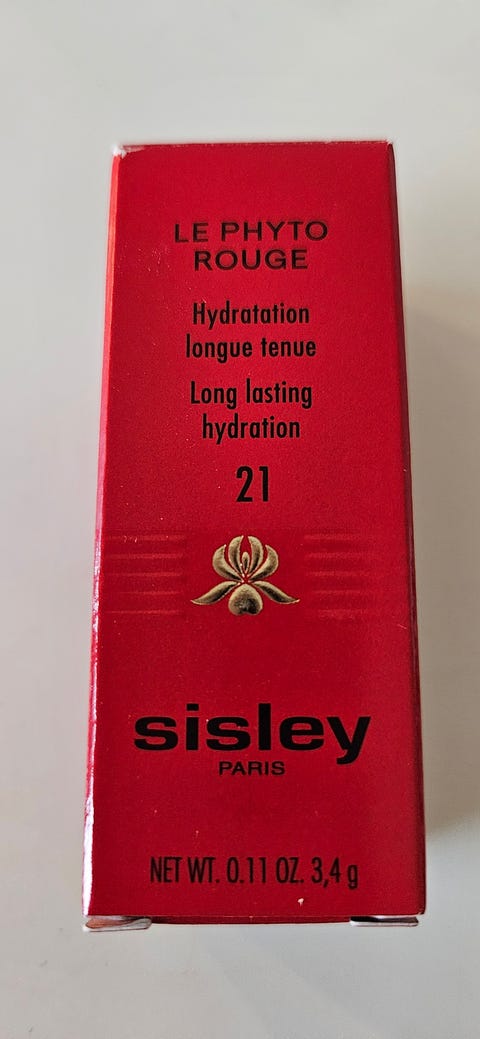 LE PHYTO
ROUGE
Hydratation
longue tenue
Long lasting
hydration
21
sisley
PARIS
NET WT. 0.11 OZ. 3,4 g